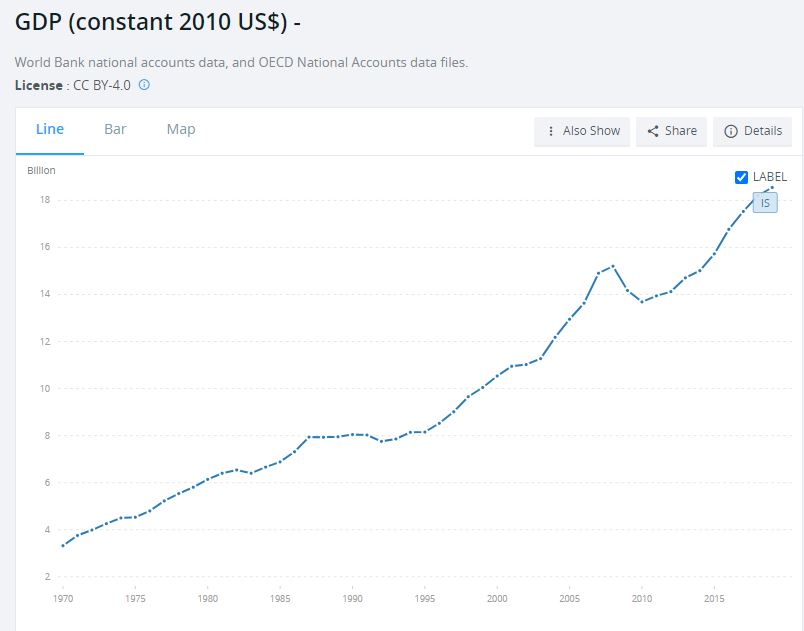 GDP (constant 2010 US$) -
World Bank national accounts data, and OECD National Accounts data files.
License : CC BY-4.0
Line Bar Map Also Show Share Details
Billion
LABEL
IS
18
16
14
12
10
8
6
4
2
1970 1975 1980 1985 1990 1995 2000 2005 2010 2015